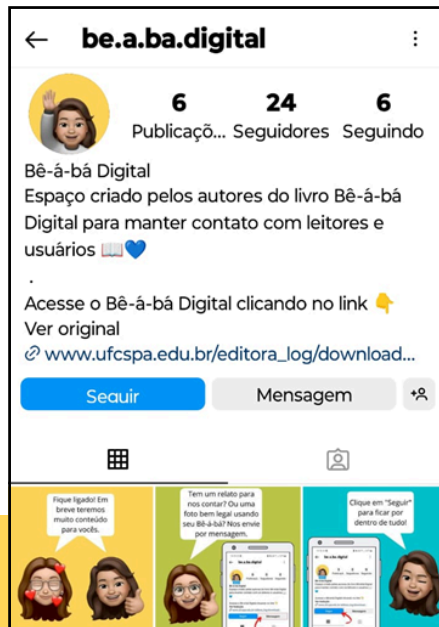 be.a.ba.digital
6 24 6
Publicaçõ... Seguidores Seguindo
Bê-á-bá Digital
Espaço criado pelos autores do livro Bê-á-bá
Digital para manter contato com leitores e
usuários 📖💙
.
Acesse o Bê-á-bá Digital clicando no link 👇
Ver original
www.ufcspa.edu.br/editora_log/download...
Seguir Mensagem
Fique ligado! Em
breve teremos
muito conteúdo
para vocês.
Tem um relato para
nos contar? Ou uma
foto bem legal usando
seu Bê-á-bá? Nos envie
por mensagem.
Clique em "Seguir"
para ficar por
dentro de tudo!